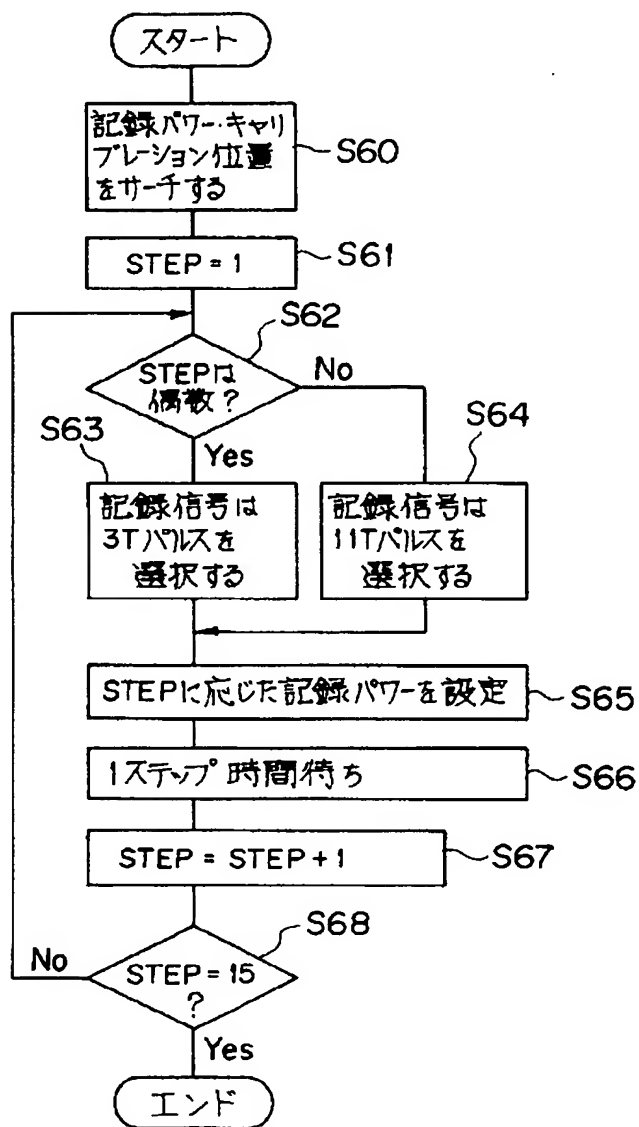 スタート
記録パワー・キャリ
ブレーション位置
をサーチする
S60
STEP = 1
S61
S62
STEPは
偶数?
No
Yes
S63
記録信号は
3Tパルスを
選択する
S64
記録信号は
11Tパルスを
選択する
STEPに応じた記録パワーを設定
S65
1ステップ時間待ち
S66
STEP = STEP+1
S67
S68
No
STEP = 15
?
Yes
エンド